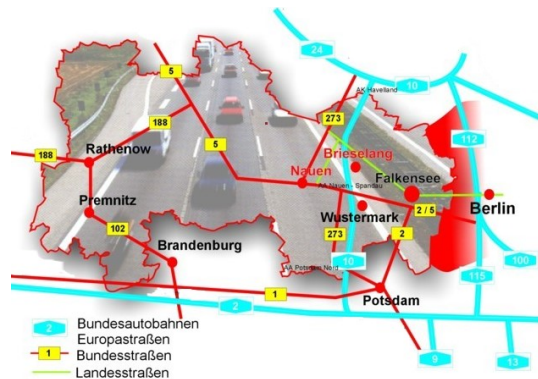 24
5
10
AK Havelland
188
273
112
188
5
Brieselang
Rathenow
Nauen
Falkensee
AA Nauen - Spandau
Premnitz
2 / 5
Berlin
Wustermark
102
2
Brandenburg
273
100
10
AA Potsdam Nord
115
1
Potsdam
2
2 Bundesautobahnen
Europastraßen
1 Bundesstraßen
Landesstraßen
9
13